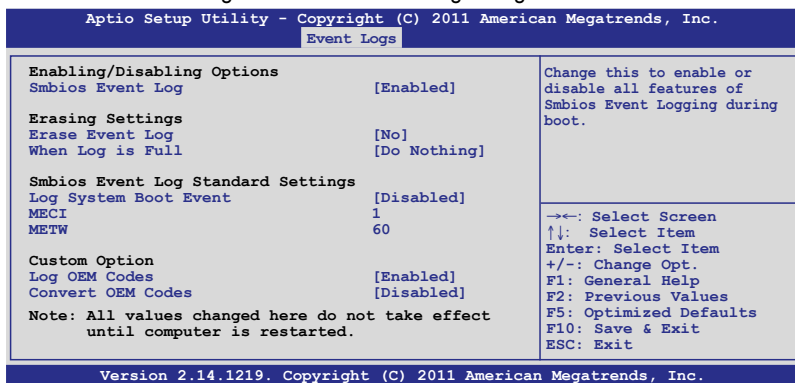 Aptio Setup Utility - Copyright (C) 2011 American Megatrends, Inc.
Event Logs
Enabling/Disabling Options
Smbios Event Log [Enabled]
Erasing Settings
Erase Event Log [No]
When Log is Full [Do Nothing]
Smbios Event Log Standard Settings
Log System Boot Event [Disabled]
MECI 1
METW 60
Custom Option
Log OEM Codes [Enabled]
Convert OEM Codes [Disabled]
Note: All values changed here do not take effect
until computer is restarted.
Change this to enable or
disable all features of
Smbios Event Logging during
boot.
→←: Select Screen
↑↓: Select Item
Enter: Select Item
+/-: Change Opt.
F1: General Help
F2: Previous Values
F5: Optimized Defaults
F10: Save & Exit
ESC: Exit
Version 2.14.1219. Copyright (C) 2011 American Megatrends, Inc.